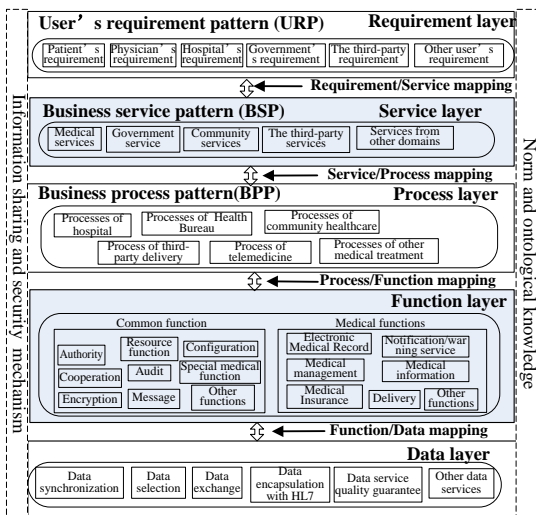 User's requirement pattern (URP) Requirement layer
Patient's requirement
Physician's requirement
Hospital's requirement
Government's requirement
The third-party requirement
Other user's requirement
Requirement/Service mapping
Business service pattern (BSP) Service layer
Medical services
Government service
Community services
The third-party services
Services from other domains
Service/Process mapping
Business process pattern(BPP) Process layer
Processes of hospital
Processes of Health Bureau
Processes of community healthcare
Process of third-party delivery
Process of telemedicine
Processes of other medical treatment
Process/Function mapping
Function layer
Common function
Authority
Resource function
Configuration
Cooperation
Audit
Special medical function
Encryption
Message
Other functions
Medical functions
Electronic Medical Record
Notification/warning service
Medical management
Medical information
Medical Insurance
Delivery
Other functions
Function/Data mapping
Data layer
Data synchronization
Data selection
Data exchange
Data encapsulation with HL7
Data service quality guarantee
Other data services
Information sharing and security mechanism
Norm and ontological knowledge